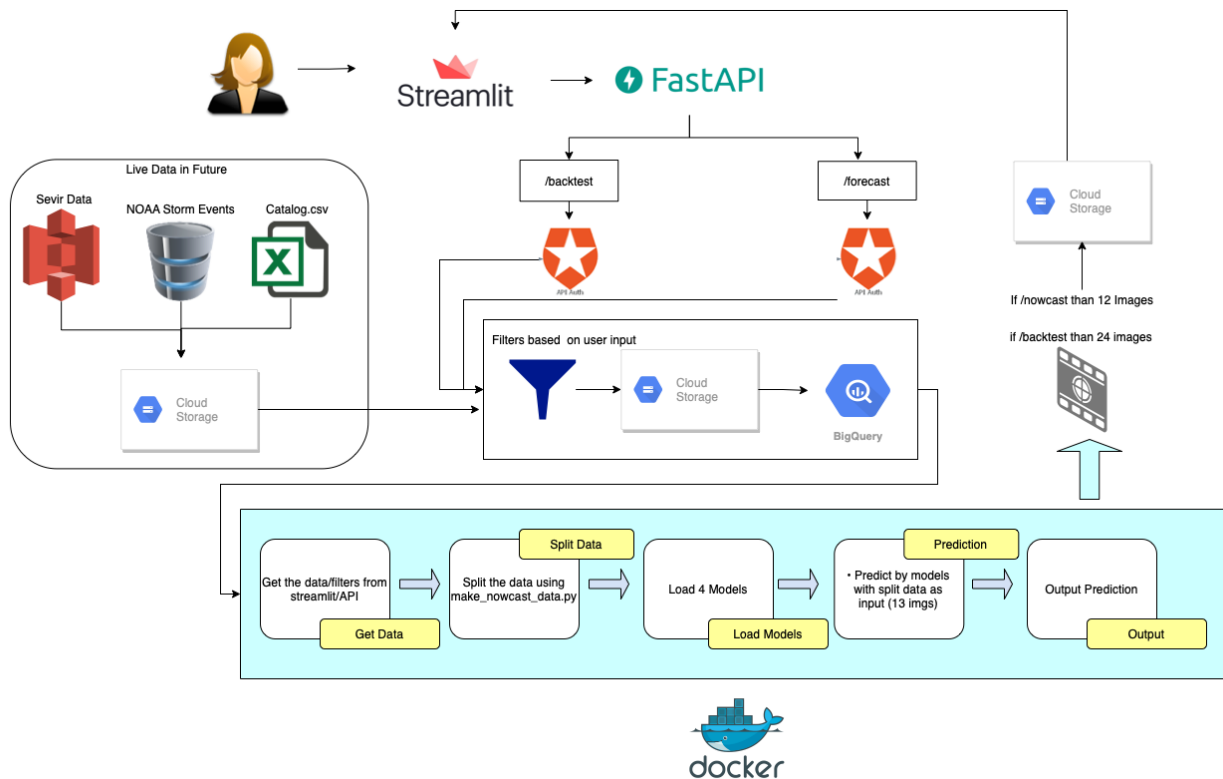 Streamlit
FastAPI
Live Data in Future
Sevir Data
NOAA Storm Events
Catalog.csv
Cloud
Storage
/backtest
/forecast
API Auth
API Auth
Cloud
Storage
If /nowcast than 12 Images
if /backtest than 24 images
Filters based on user input
Cloud
Storage
BigQuery
Get the data/filters from
streamlit/API
Get Data
Split Data
Split the data using
make_nowcast_data.py
Load 4 Models
Load Models
Prediction
• Predict by models
with split data as
input (13 imgs)
Output Prediction
Output
docker